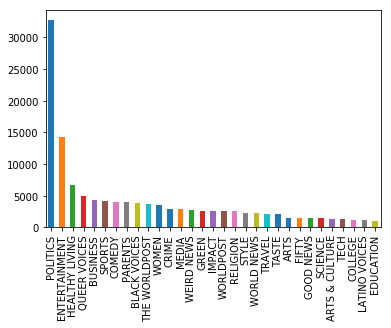 30000
25000
20000
15000
10000
5000
0
POLITICS
ENTERTAINMENT
HEALTHY LIVING
QUEER VOICES
BUSINESS
SPORTS
COMEDY
PARENTS
BLACK VOICES
THE WORLDPOST
WOMEN
CRIME
MEDIA
WEIRD NEWS
GREEN
IMPACT
WORLDPOST
RELIGION
STYLE
WORLD NEWS
TRAVEL
TASTE
ARTS
FIFTY
GOOD NEWS
SCIENCE
ARTS & CULTURE
TECH
COLLEGE
LATINO VOICES
EDUCATION